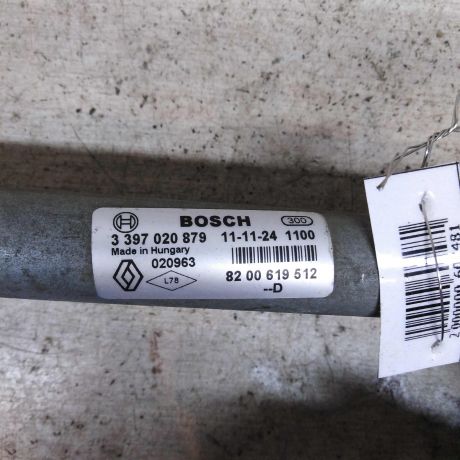 BOSCH 300
3 397 020 879 11-11-24 1100
Made in Hungary
020963 82 00 619 512
L78 --D